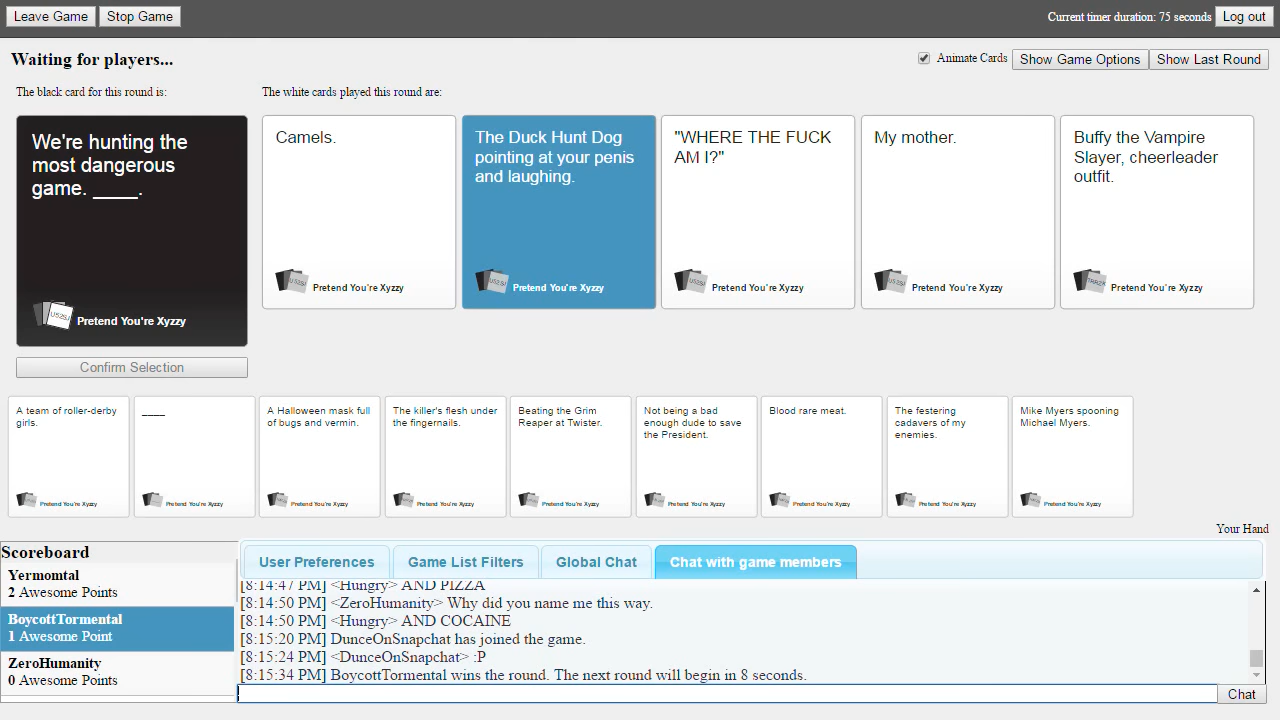 Leave Game Stop Game
Current timer duration: 75 seconds Log out
Waiting for players...
Animate Cards Show Game Options Show Last Round
The black card for this round is:
The white cards played this round are:
We're hunting the
most dangerous
game. _____.
Pretend You're Xyzzy
Confirm Selection
Camels.
Pretend You're Xyzzy
The Duck Hunt Dog
pointing at your penis
and laughing.
Pretend You're Xyzzy
"WHERE THE FUCK
AM I?"
Pretend You're Xyzzy
My mother.
Pretend You're Xyzzy
Buffy the Vampire
Slayer, cheerleader
outfit.
Pretend You're Xyzzy
A team of roller-derby
girls.
Pretend You're Xyzzy
____
Pretend You're Xyzzy
A Halloween mask full
of bugs and vermin.
Pretend You're Xyzzy
The killer's flesh under
the fingernails.
Pretend You're Xyzzy
Beating the Grim
Reaper at Twister.
Pretend You're Xyzzy
Not being a bad
enough dude to save
the President.
Pretend You're Xyzzy
Blood rare meat.
Pretend You're Xyzzy
The festering
cadavers of my
enemies.
Pretend You're Xyzzy
Mike Myers spooning
Michael Myers.
Pretend You're Xyzzy
Your Hand
Scoreboard
Yermomtal
2 Awesome Points
BoycottTormental
1 Awesome Point
ZeroHumanity
0 Awesome Points
User Preferences Game List Filters Global Chat Chat with game members
[8:14:47 PM] <Hungry> AND PIZZA
[8:14:50 PM] <ZeroHumanity> Why did you name me this way.
[8:14:50 PM] <Hungry> AND COCAINE
[8:15:20 PM] DunceOnSnapchat has joined the game.
[8:15:24 PM] <DunceOnSnapchat> :P
[8:15:34 PM] BoycottTormental wins the round. The next round will begin in 8 seconds.
Chat